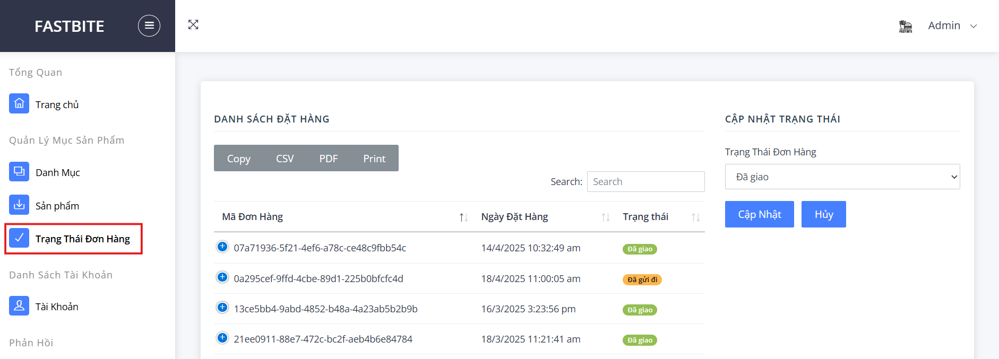 FASTBITE
FAST BITE
Admin
Tổng Quan
Trang chủ
Quản Lý Mục Sản Phẩm
Danh Mục
Sản phẩm
Trạng Thái Đơn Hàng
Danh Sách Tài Khoản
Tài Khoản
Phản Hồi
DANH SÁCH ĐẶT HÀNG
Copy CSV PDF Print
Search: Search
Mã Đơn Hàng Ngày Đặt Hàng Trạng thái
07a71936-5f21-4ef6-a78c-ce48c9fbb54c 14/4/2025 10:32:49 am Đã giao
0a295cef-9ffd-4cbe-89d1-225b0bfcfc4d 18/4/2025 11:00:05 am Đã gửi đi
13ce5bb4-9abd-4852-b48a-4a23ab5b2b9b 16/3/2025 3:23:56 pm Đã giao
21ee0911-88e7-472c-bc2f-aeb4b6e84784 18/3/2025 11:21:41 am Đã giao
CẬP NHẬT TRẠNG THÁI
Trạng Thái Đơn Hàng
Đã giao
Cập Nhật Hủy